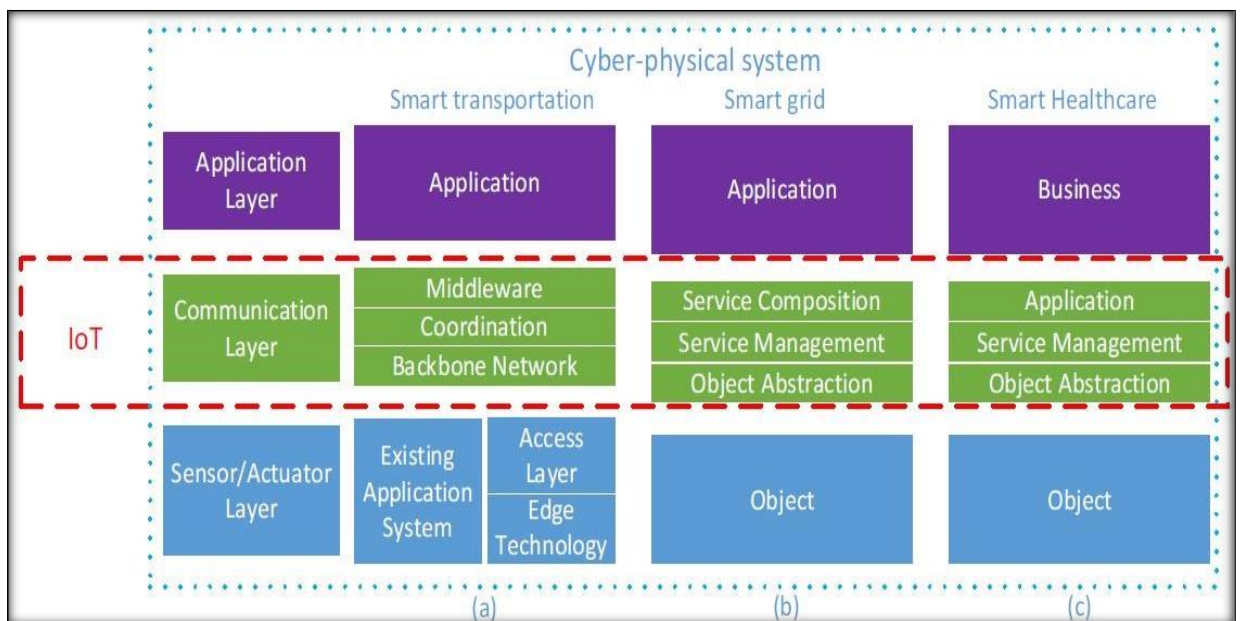 Cyber-physical system
Smart transportation
Smart grid
Smart Healthcare
Application
Layer
Application
Application
Business
IoT
Communication
Layer
Middleware
Coordination
Backbone Network
Service Composition
Service Management
Object Abstraction
Application
Service Management
Object Abstraction
Sensor/Actuator
Layer
Existing
Application
System
Access
Layer
Edge
Technology
Object
Object
(a)
(b)
(c)